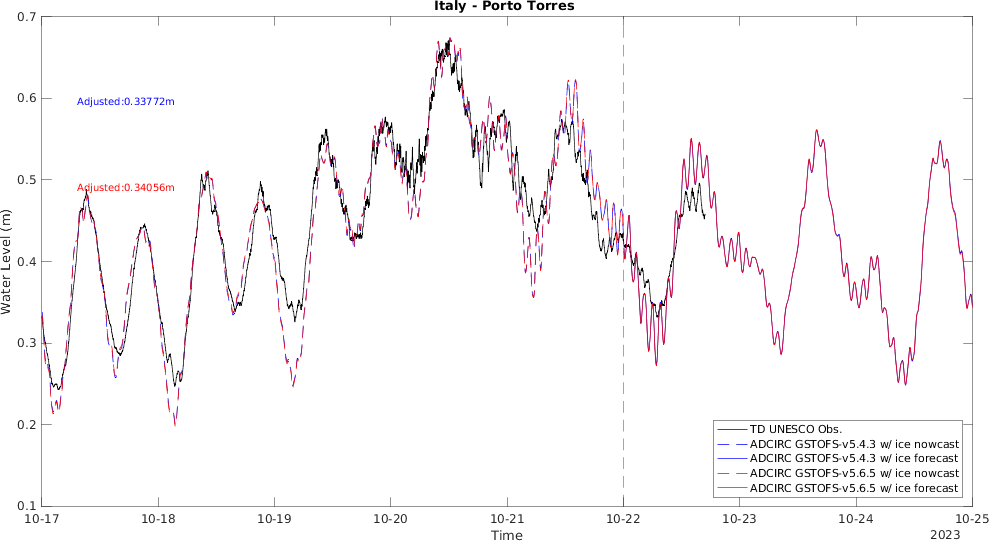 Italy - Porto Torres
0.7
0.6
0.5
0.4
0.3
0.2
0.1
Water Level (m)
Adjusted:0.33772m
Adjusted:0.34056m
TD UNESCO Obs.
ADCIRC GSTOFS-v5.4.3 w/ ice nowcast
ADCIRC GSTOFS-v5.4.3 w/ ice forecast
ADCIRC GSTOFS-v5.6.5 w/ ice nowcast
ADCIRC GSTOFS-v5.6.5 w/ ice forecast
10-17 10-18 10-19 10-20 10-21 10-22 10-23 10-24 10-25
Time
2023